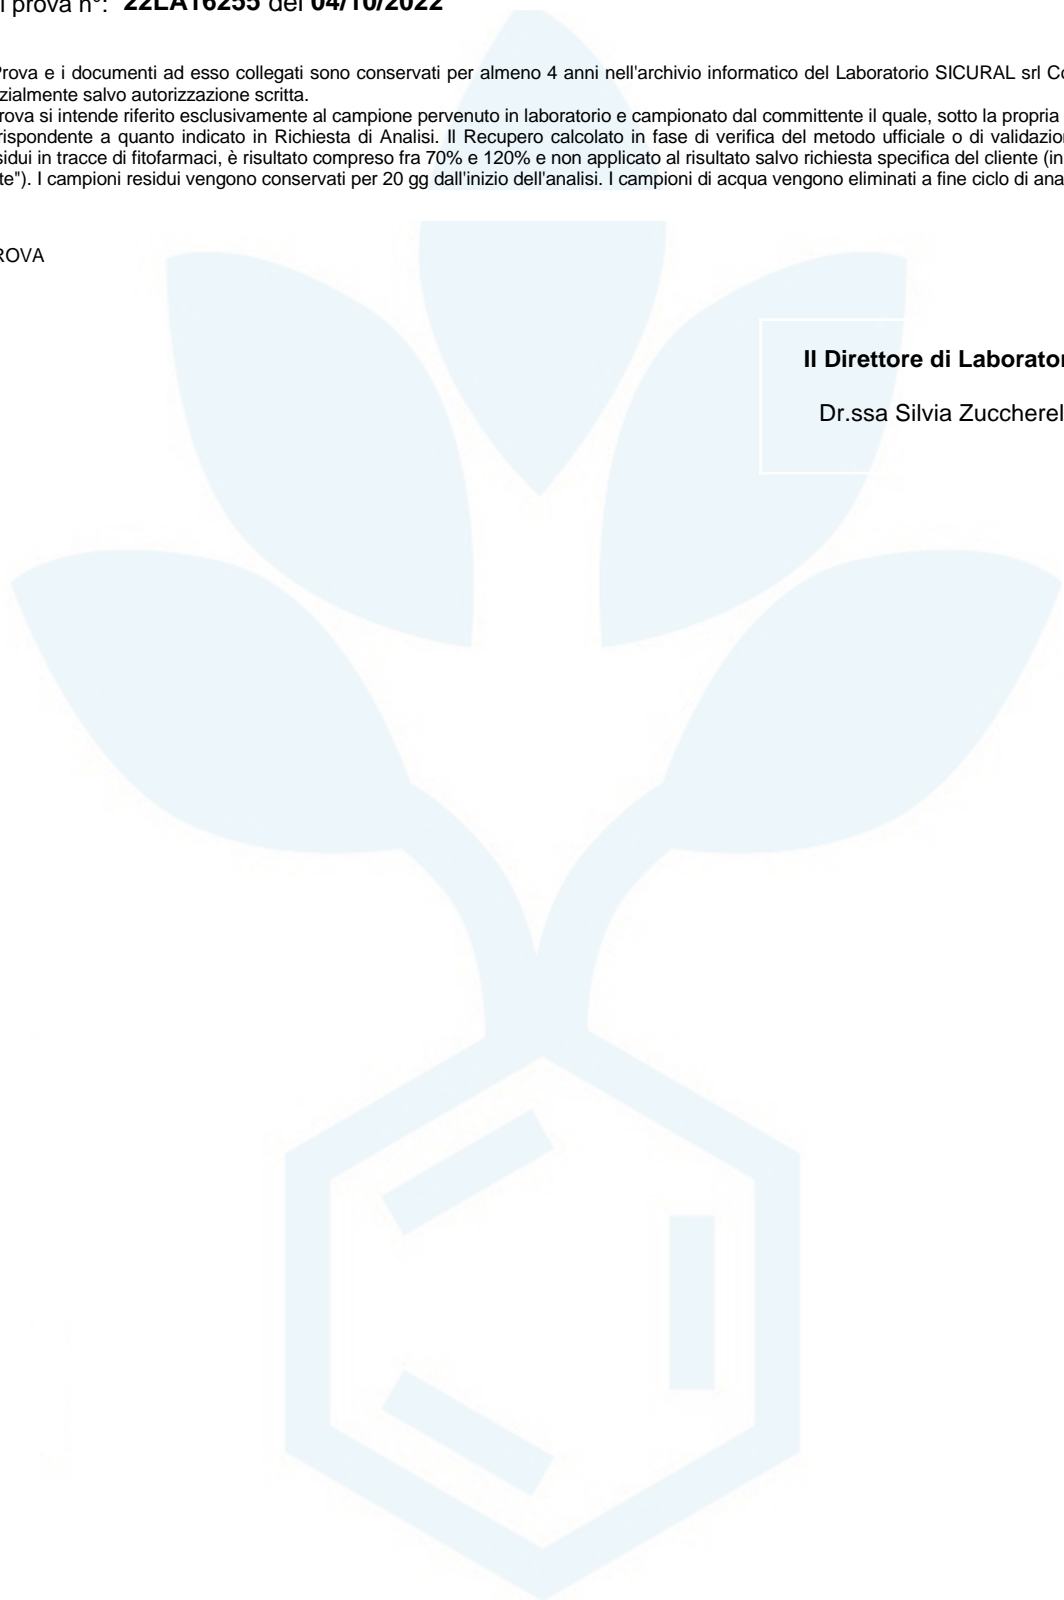 i prova n°: 22LA16255 del 04/10/2022
Prova e i documenti ad esso collegati sono conservati per almeno 4 anni nell'archivio informatico del Laboratorio SICURAL srl Co
zialmente salvo autorizzazione scritta.
rova si intende riferito esclusivamente al campione pervenuto in laboratorio e campionato dal committente il quale, sotto la propria
rispondente a quanto indicato in Richiesta di Analisi. Il Recupero calcolato in fase di verifica del metodo ufficiale o di validazion
sidui in tracce di fitofarmaci, è risultato compreso fra 70% e 120% e non applicato al risultato salvo richiesta specifica del cliente (in
te"). I campioni residui vengono conservati per 20 gg dall'inizio dell'analisi. I campioni di acqua vengono eliminati a fine ciclo di ana
ROVA
Il Direttore di Laborator
Dr.ssa Silvia Zuccherel